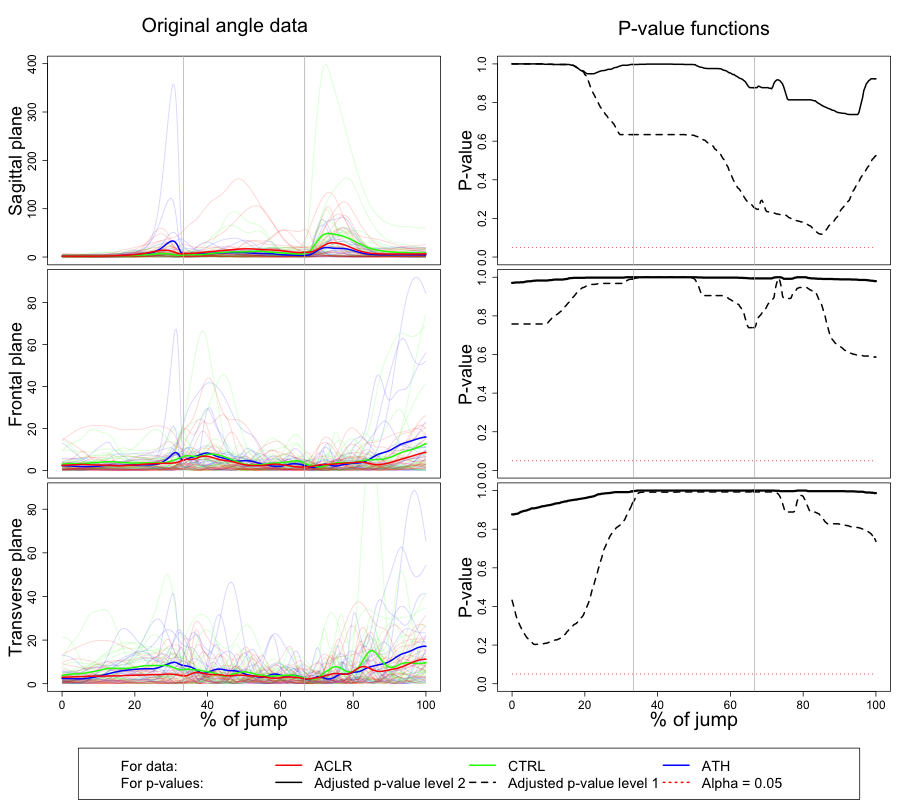 Original angle data
P-value functions
Sagittal plane
0
100
200
300
400
P-value
0.0
0.2
0.4
0.6
0.8
1.0
Frontal plane
0
20
40
60
80
P-value
0.0
0.2
0.4
0.6
0.8
1.0
Transverse plane
0
20
40
60
80
P-value
0.0
0.2
0.4
0.6
0.8
1.0
0 20 40 60 80 100
0 20 40 60 80 100
% of jump
% of jump
For data: ACLR CTRL ATH
For p-values: Adjusted p-value level 2 Adjusted p-value level 1 Alpha = 0.05